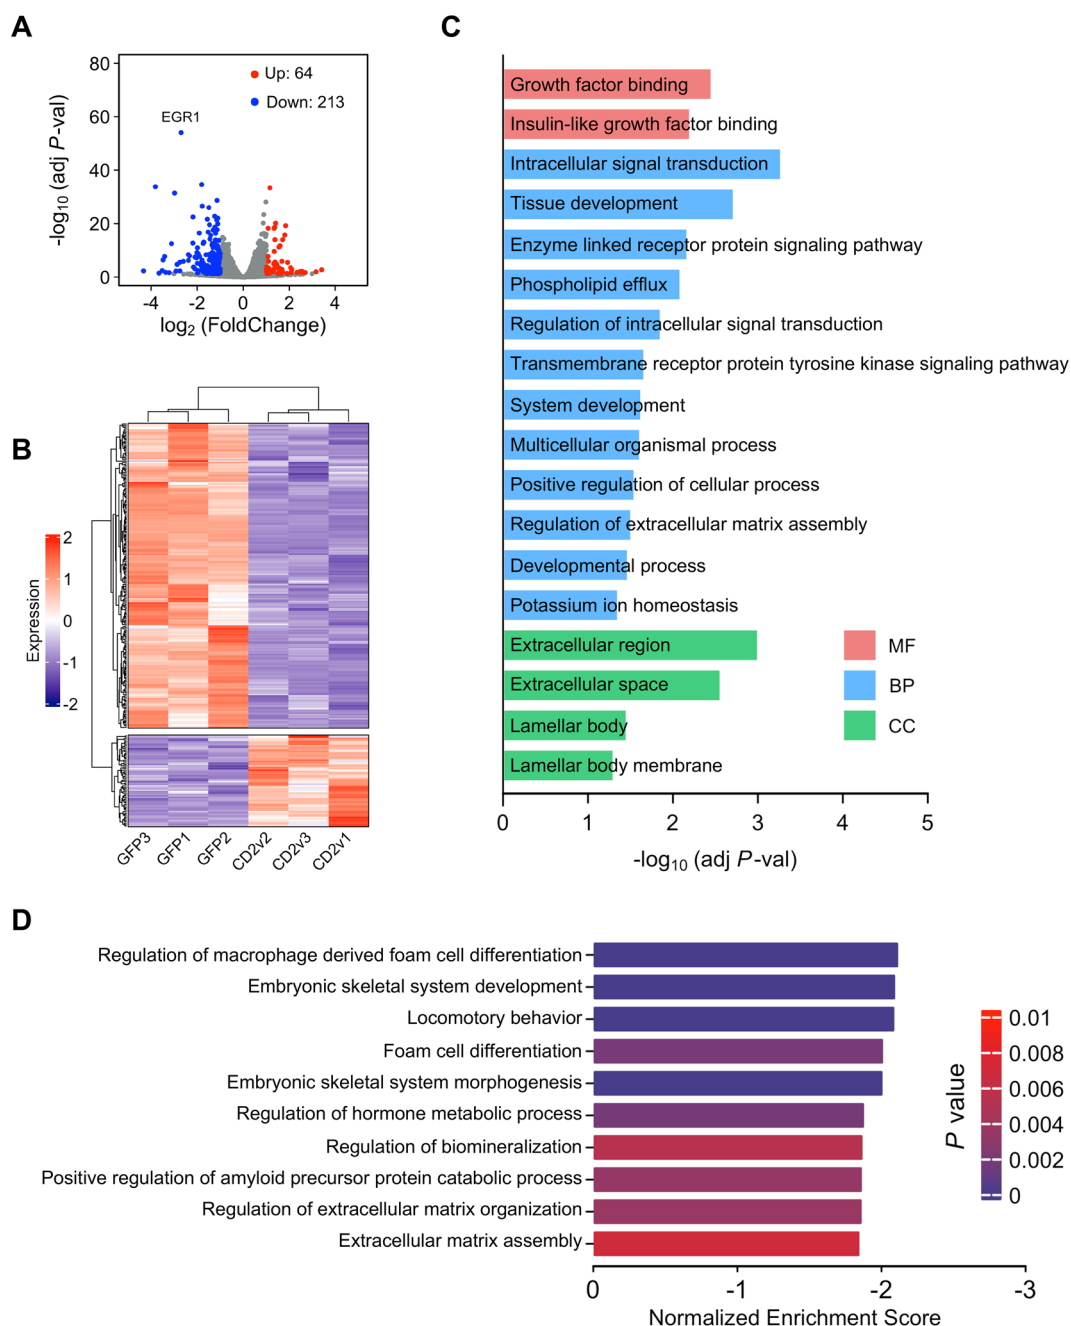 A
80
60
40
20
0
-log10 (adj P-val)
EGR1
Up: 64
Down: 213
-4 -2 0 2 4
log2 (FoldChange)
B
2
1
0
-1
-2
Expression
GFP3 GFP1 GFP2 CD2v2 CD2v3 CD2v1
C
Growth factor binding
Insulin-like growth factor binding
Intracellular signal transduction
Tissue development
Enzyme linked receptor protein signaling pathway
Phospholipid efflux
Regulation of intracellular signal transduction
Transmembrane receptor protein tyrosine kinase signaling pathway
System development
Multicellular organismal process
Positive regulation of cellular process
Regulation of extracellular matrix assembly
Developmental process
Potassium ion homeostasis
Extracellular region
Extracellular space
Lamellar body
Lamellar body membrane
MF
BP
CC
0 1 2 3 4 5
-log10 (adj P-val)
D
Regulation of macrophage derived foam cell differentiation
Embryonic skeletal system development
Locomotory behavior
Foam cell differentiation
Embryonic skeletal system morphogenesis
Regulation of hormone metabolic process
Regulation of biomineralization
Positive regulation of amyloid precursor protein catabolic process
Regulation of extracellular matrix organization
Extracellular matrix assembly
0 -1 -2 -3
Normalized Enrichment Score
P value
0.01
0.008
0.006
0.004
0.002
0